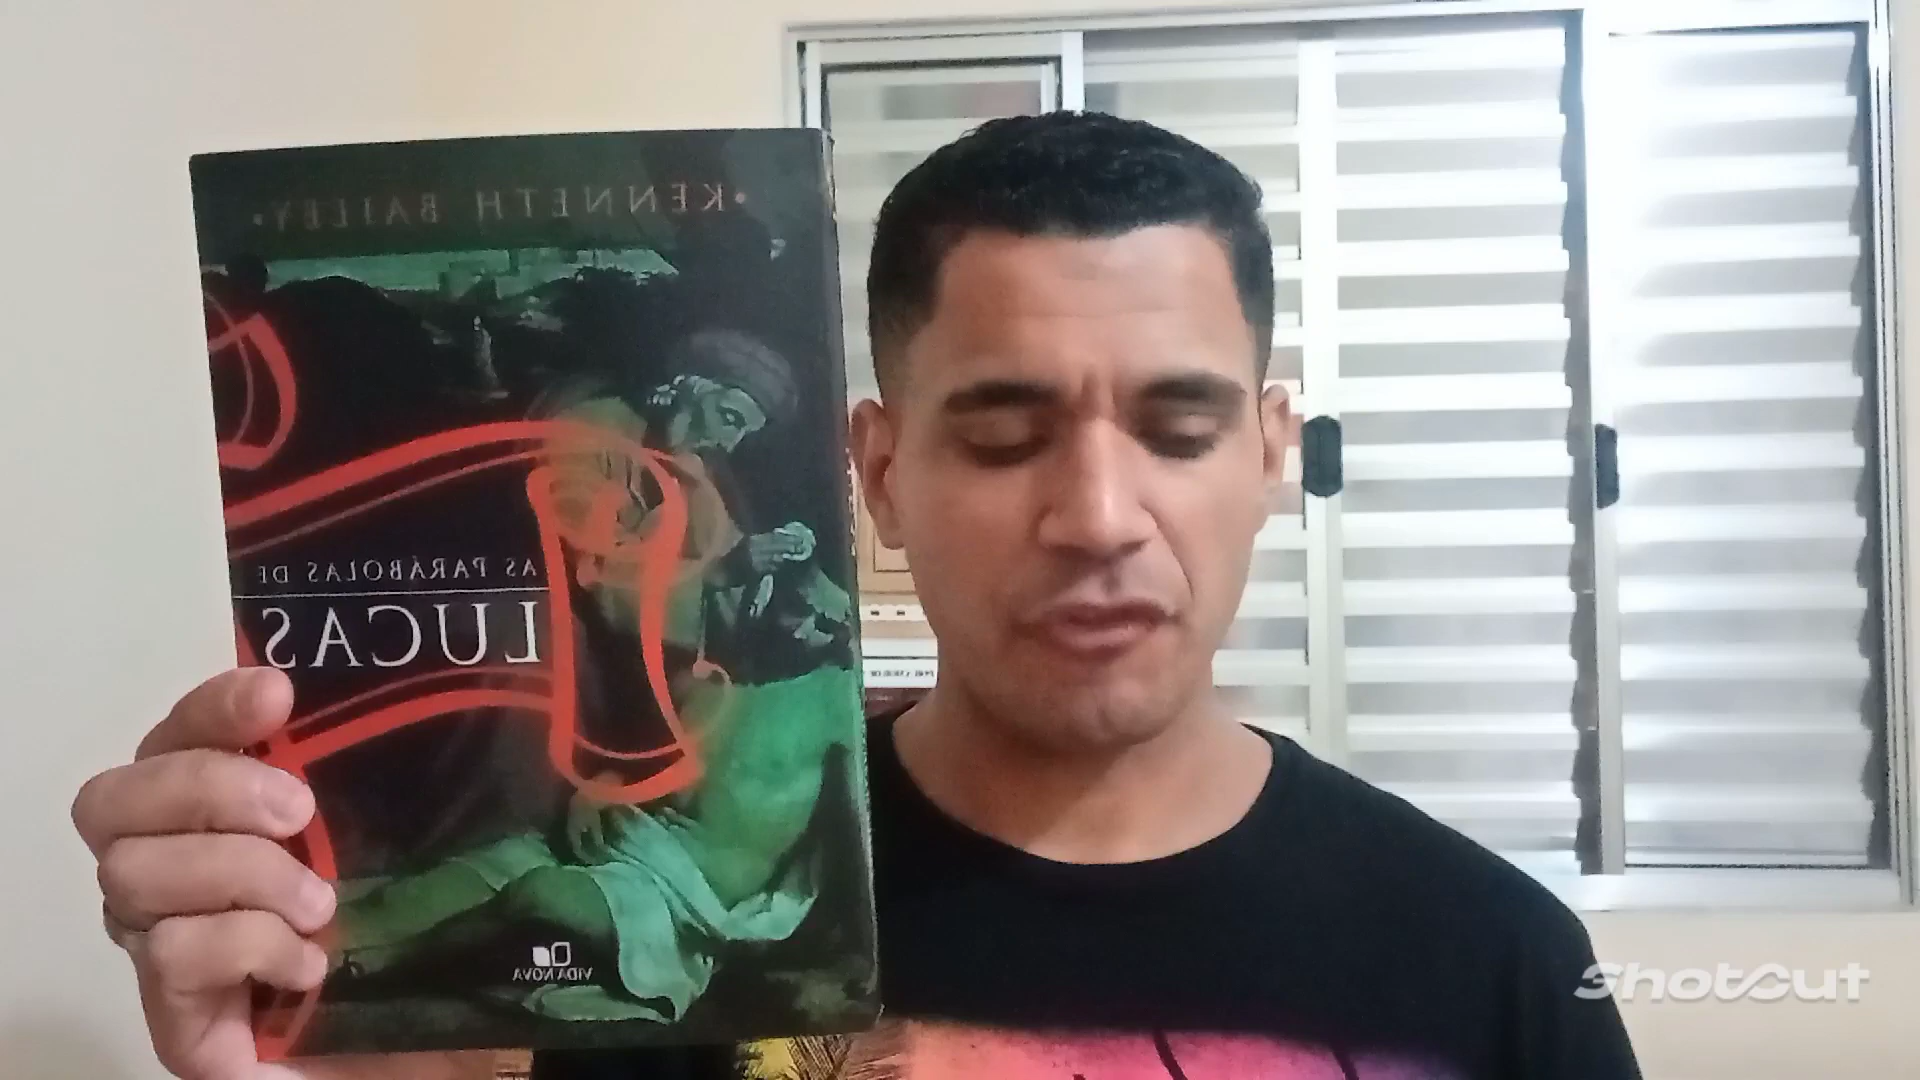 •KENNETH BAILEY•
AS PARÁBOLAS DE
LUCAS
VIDA NOVA
ShotCut